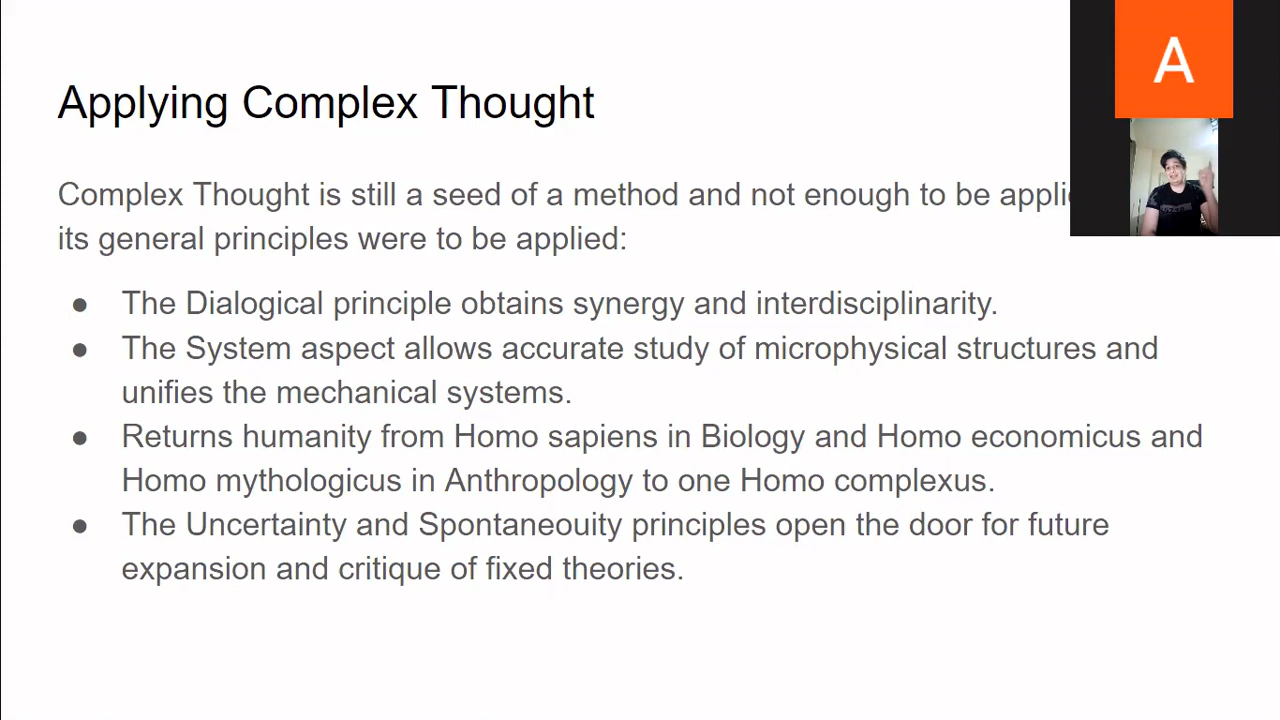 Applying Complex Thought
A
Complex Thought is still a seed of a method and not enough to be
its general principles were to be applied:
● The Dialogical principle obtains synergy and interdisciplinarity.
● The System aspect allows accurate study of microphysical structures and
unifies the mechanical systems.
● Returns humanity from Homo sapiens in Biology and Homo economicus and
Homo mythologicus in Anthropology to one Homo complexus.
● The Uncertainty and Spontaneouity principles open the door for future
expansion and critique of fixed theories.